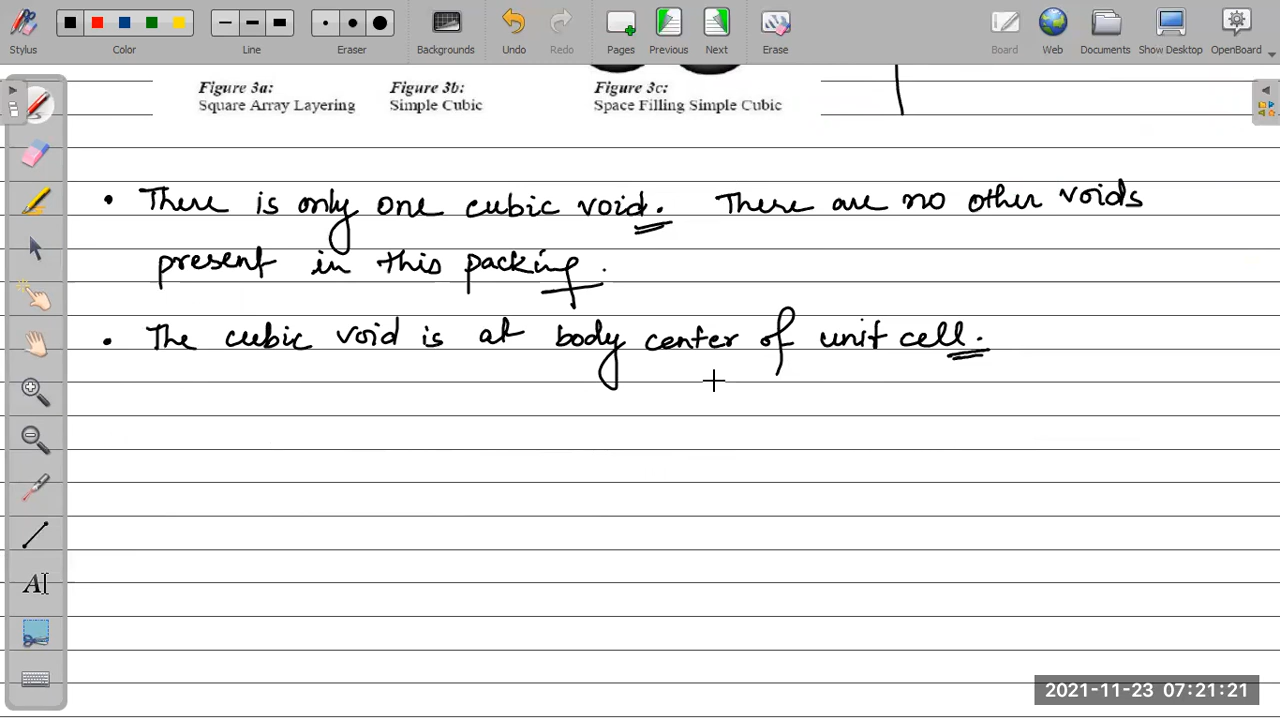 Stylus Color Line Eraser Backgrounds Undo Redo Pages Previous Next Erase Board Web Documents Show Desktop OpenBoard
Figure 3a: Figure 3b: Figure 3c:
Square Array Layering Simple Cubic Space Filling Simple Cubic
• There is only one cubic void. There are no other voids
present in this packing.
• The cubic void is at body center of unit cell.
2021-11-23 07:21:21